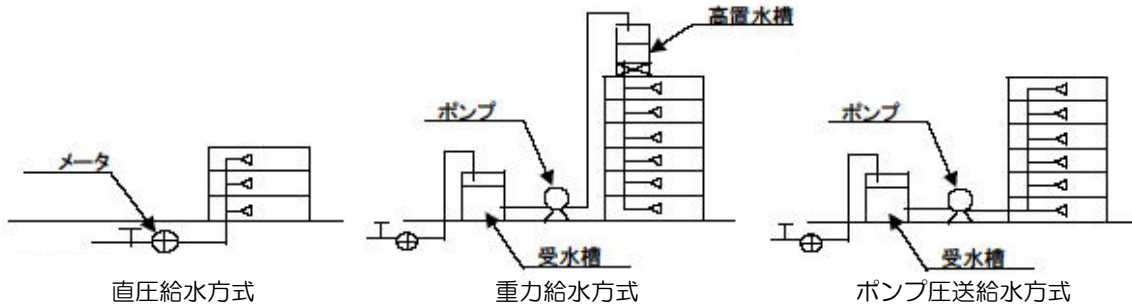 高置水槽
ポンプ
ポンプ
メータ
受水槽
受水槽
直圧給水方式
重力給水方式
ポンプ圧送給水方式